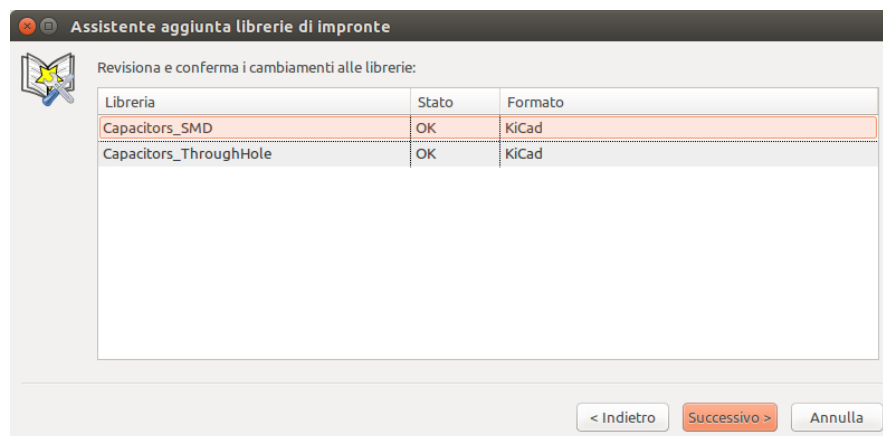 Assistente aggiunta librerie di impronte
Revisiona e conferma i cambiamenti alle librerie:
Libreria Stato Formato
Capacitors_SMD OK KiCad
Capacitors_ThroughHole OK KiCad
< Indietro Successivo > Annulla